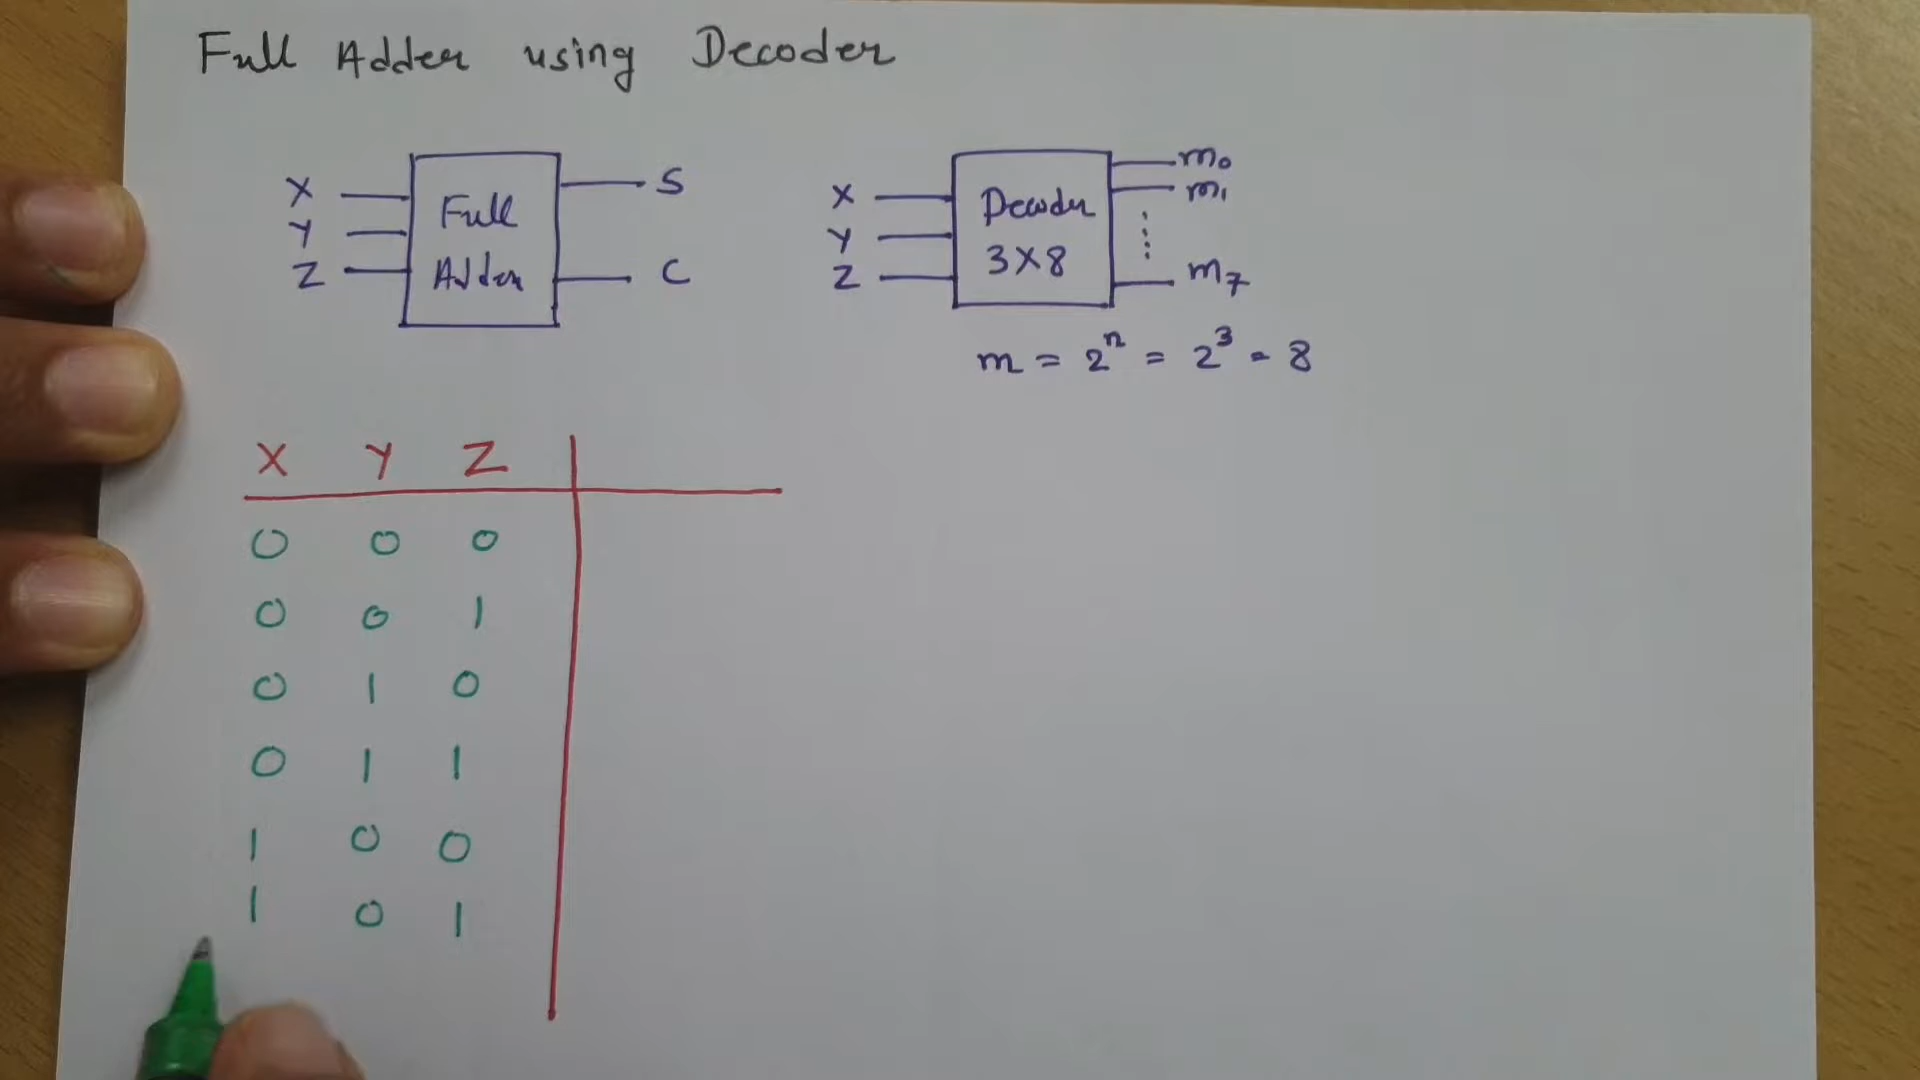 Full Adder using Decoder
X
Y
Z
Full
Adder
S
C
X
Y
Z
Decoder
3X8
m0
m1
m7
m = 2^n = 2^3 = 8
X Y Z
0 0 0
0 0 1
0 1 0
0 1 1
1 0 0
1 0 1